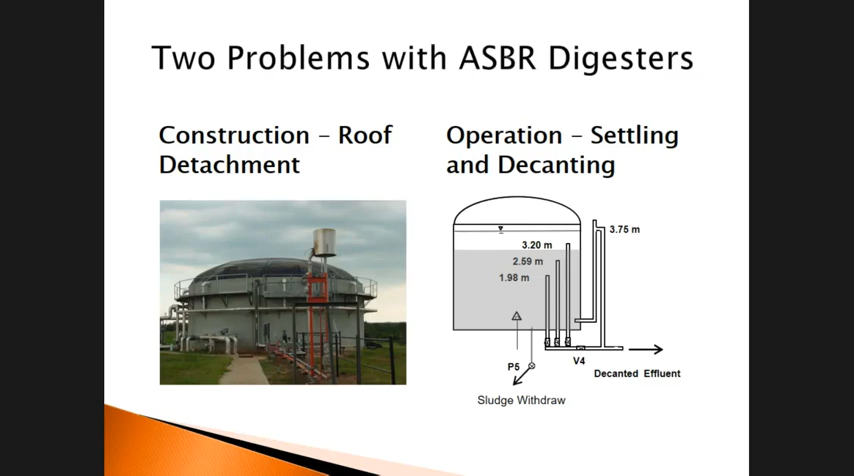 Two Problems with ASBR Digesters
Construction – Roof
Detachment
Operation – Settling
and Decanting
3.75 m
3.20 m
2.59 m
1.98 m
P5
V4
Decanted Effluent
Sludge Withdraw